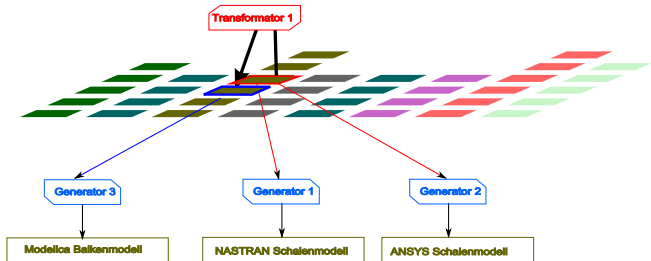 Transformator 1
Generator 3
Generator 1
Generator 2
Modelica Balkenmodell
NASTRAN Schalenmodell
ANSYS Schalenmodell